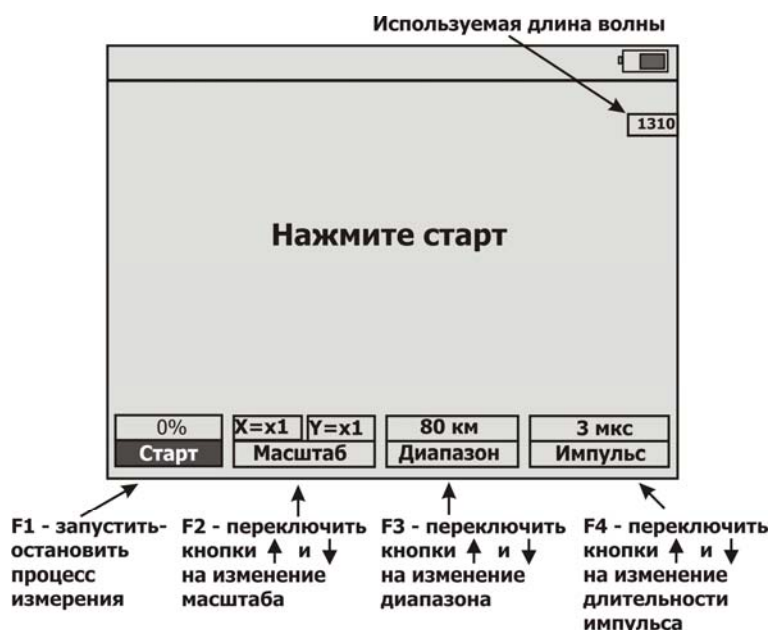 Используемая длина волны
1310
Нажмите старт
0%
Старт
X=x1 Y=x1
Масштаб
80 км
Диапазон
3 мкс
Импульс
F1 - запустить-
остановить
процесс
измерения
F2 - переключить
кнопки ↑ и ↓
на изменение
масштаба
F3 - переключить
кнопки ↑ и ↓
на изменение
диапазона
F4 - переключить
кнопки ↑ и ↓
на изменение
длительности
импульса